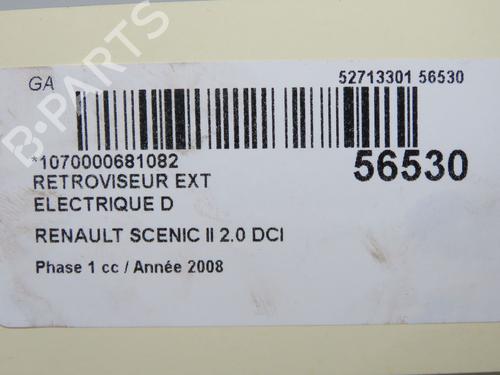 GA
52713301 56530
*1070000681082
56530
RETROVISEUR EXT
ELECTRIQUE D
RENAULT SCENIC II 2.0 DCI
Phase 1 cc / Année 2008
B-PARTS